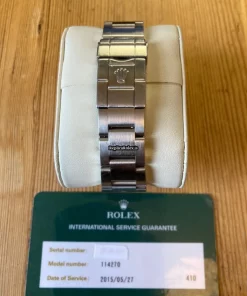 ROLEX
INTERNATIONAL SERVICE GUARANTEE
Serial number:
Model number: 114270
Date of Service: 2015/05/27 410